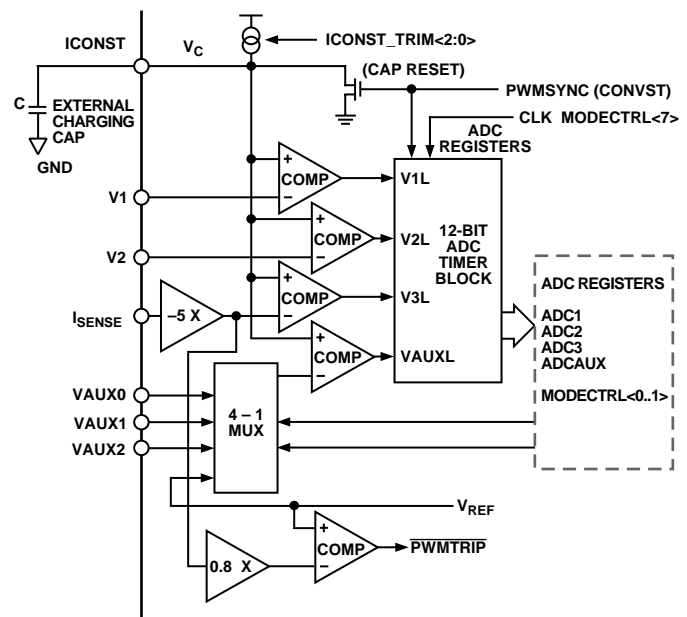 ICONST
V_C
ICONST_TRIM<2:0>
(CAP RESET)
PWMSYNC (CONVST)
CLK MODECTRL<7>
C
EXTERNAL
CHARGING
CAP
GND
ADC
REGISTERS
V1
+
COMP
–
V1L
V2
+
COMP
–
V2L
12-BIT
ADC
TIMER
BLOCK
I_SENSE
–5 X
+
COMP
–
V3L
+
COMP
–
VAUXL
ADC REGISTERS
ADC1
ADC2
ADC3
ADCAUX
MODECTRL<0..1>
VAUX0
VAUX1
VAUX2
4 – 1
MUX
V_REF
0.8 X
+
COMP
–
PWMTRIP